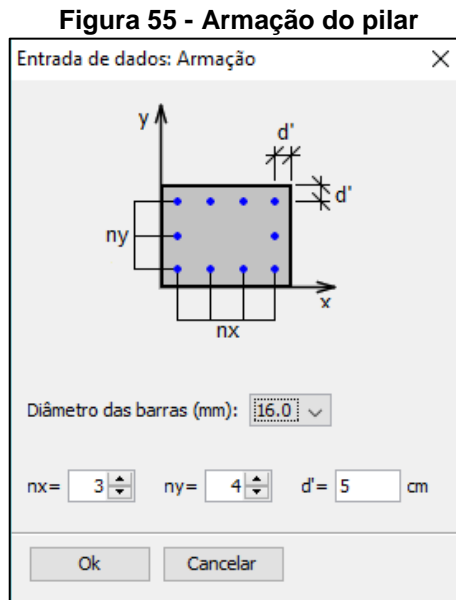 Figura 55 - Armação do pilar
Entrada de dados: Armação
y
d'
d'
ny
x
nx
Diâmetro das barras (mm): 16.0
nx= 3 ny= 4 d'= 5 cm
Ok Cancelar